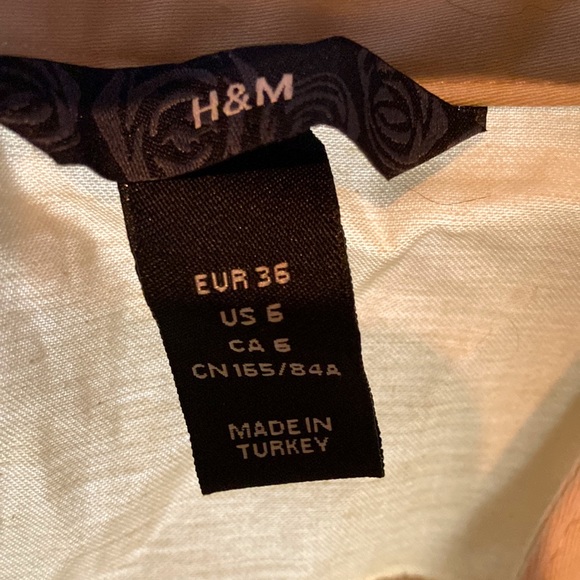 H&M
EUR 36
US 6
CA 6
CN 165/84A
MADE IN
TURKEY